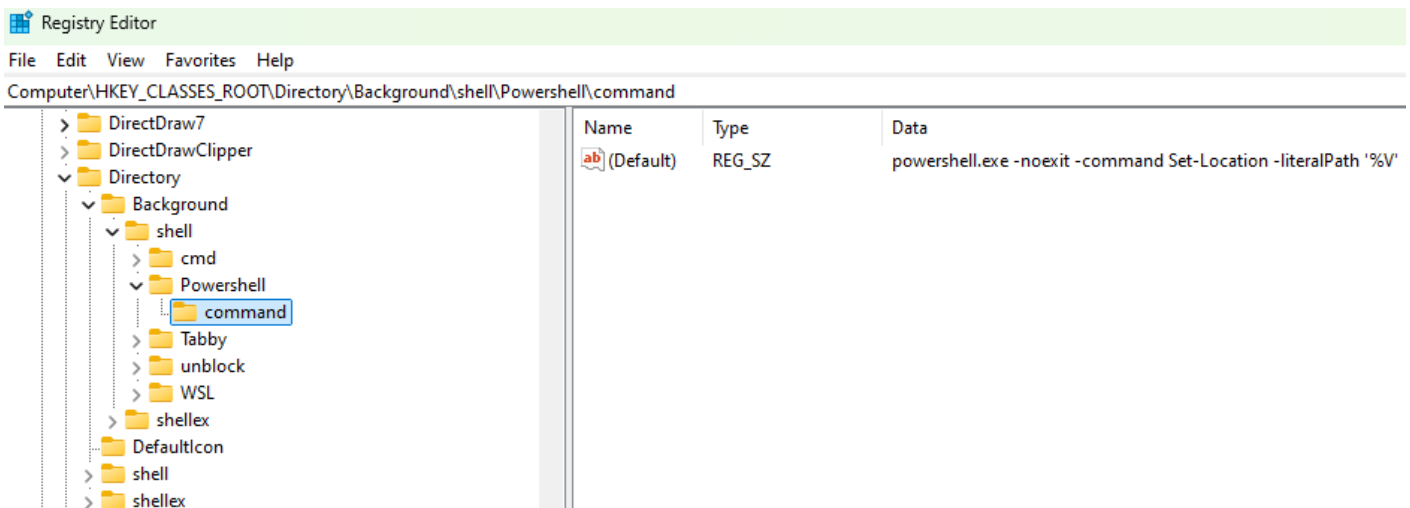 Registry Editor
File Edit View Favorites Help
Computer\HKEY_CLASSES_ROOT\Directory\Background\shell\Powershell\command
DirectDraw7
DirectDrawClipper
Directory
Background
shell
cmd
Powershell
command
Tabby
unblock
WSL
shellex
DefaultIcon
shell
shellex
Name Type Data
ab (Default) REG_SZ powershell.exe -noexit -command Set-Location -literalPath '%V'